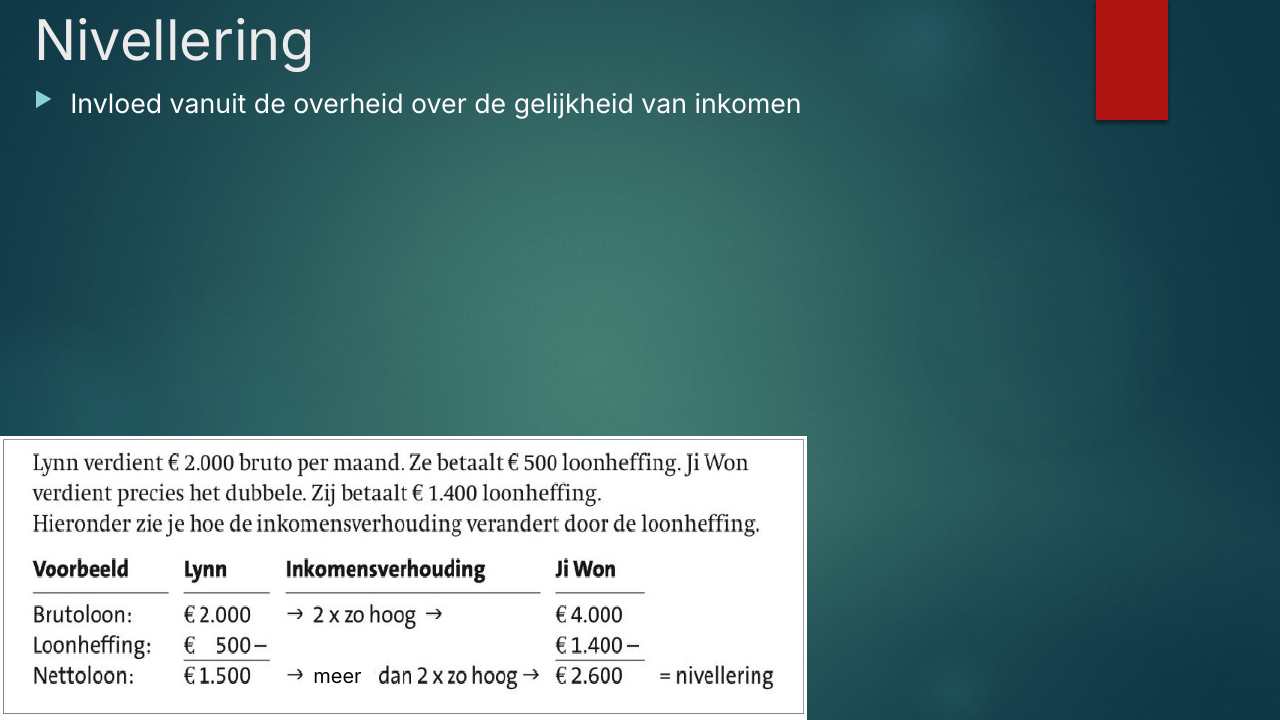 Nivellering
Invloed vanuit de overheid over de gelijkheid van inkomen
Lynn verdient € 2.000 bruto per maand. Ze betaalt € 500 loonheffing. Ji Won
verdient precies het dubbele. Zij betaalt € 1.400 loonheffing.
Hieronder zie je hoe de inkomensverhouding verandert door de loonheffing.
Voorbeeld Lynn Inkomensverhouding Ji Won
Brutoloon: € 2.000 → 2 x zo hoog → € 4.000
Loonheffing: € 500 – € 1.400 –
Nettoloon: € 1.500 → meer dan 2 x zo hoog → € 2.600 = nivellering